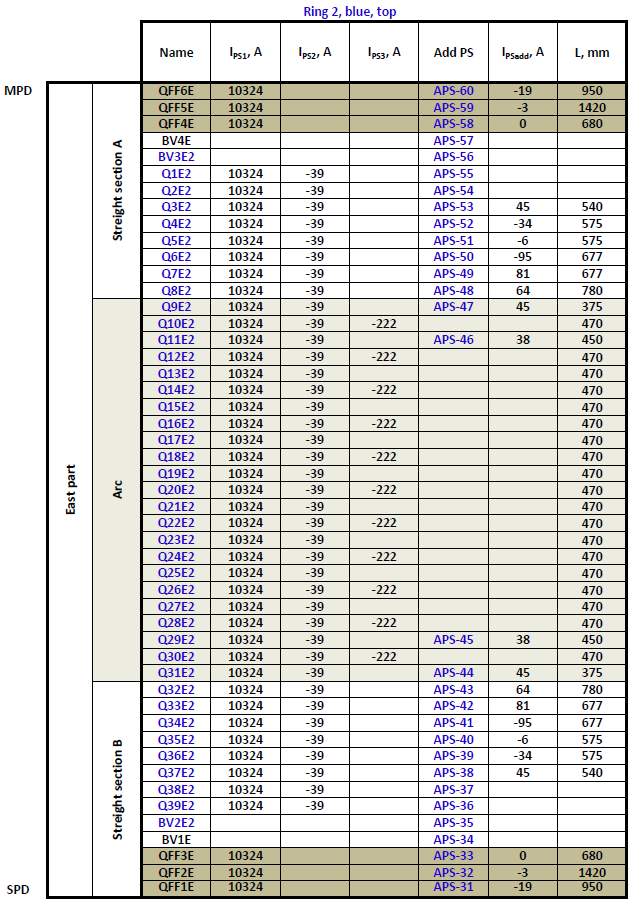 Ring 2, blue, top
Name IPS1, A IPS2, A IPS3, A Add PS IPSadd, A L, mm
MPD
East part
Streight section A
QFF6E 10324 APS-60 -19 950
QFF5E 10324 APS-59 -3 1420
QFF4E 10324 APS-58 0 680
BV4E APS-57
BV3E2 APS-56
Q1E2 10324 -39 APS-55
Q2E2 10324 -39 APS-54
Q3E2 10324 -39 APS-53 45 540
Q4E2 10324 -39 APS-52 -34 575
Q5E2 10324 -39 APS-51 -6 575
Q6E2 10324 -39 APS-50 -95 677
Q7E2 10324 -39 APS-49 81 677
Q8E2 10324 -39 APS-48 64 780
Arc
Q9E2 10324 -39 APS-47 45 375
Q10E2 10324 -39 -222 470
Q11E2 10324 -39 APS-46 38 450
Q12E2 10324 -39 -222 470
Q13E2 10324 -39 470
Q14E2 10324 -39 -222 470
Q15E2 10324 -39 470
Q16E2 10324 -39 -222 470
Q17E2 10324 -39 470
Q18E2 10324 -39 -222 470
Q19E2 10324 -39 470
Q20E2 10324 -39 -222 470
Q21E2 10324 -39 470
Q22E2 10324 -39 -222 470
Q23E2 10324 -39 470
Q24E2 10324 -39 -222 470
Q25E2 10324 -39 470
Q26E2 10324 -39 -222 470
Q27E2 10324 -39 470
Q28E2 10324 -39 -222 470
Q29E2 10324 -39 APS-45 38 450
Q30E2 10324 -39 -222 470
Q31E2 10324 -39 APS-44 45 375
Streight section B
Q32E2 10324 -39 APS-43 64 780
Q33E2 10324 -39 APS-42 81 677
Q34E2 10324 -39 APS-41 -95 677
Q35E2 10324 -39 APS-40 -6 575
Q36E2 10324 -39 APS-39 -34 575
Q37E2 10324 -39 APS-38 45 540
Q38E2 10324 -39 APS-37
Q39E2 10324 -39 APS-36
BV2E2 APS-35
BV1E APS-34
QFF3E 10324 APS-33 0 680
QFF2E 10324 APS-32 -3 1420
QFF1E 10324 APS-31 -19 950
SPD